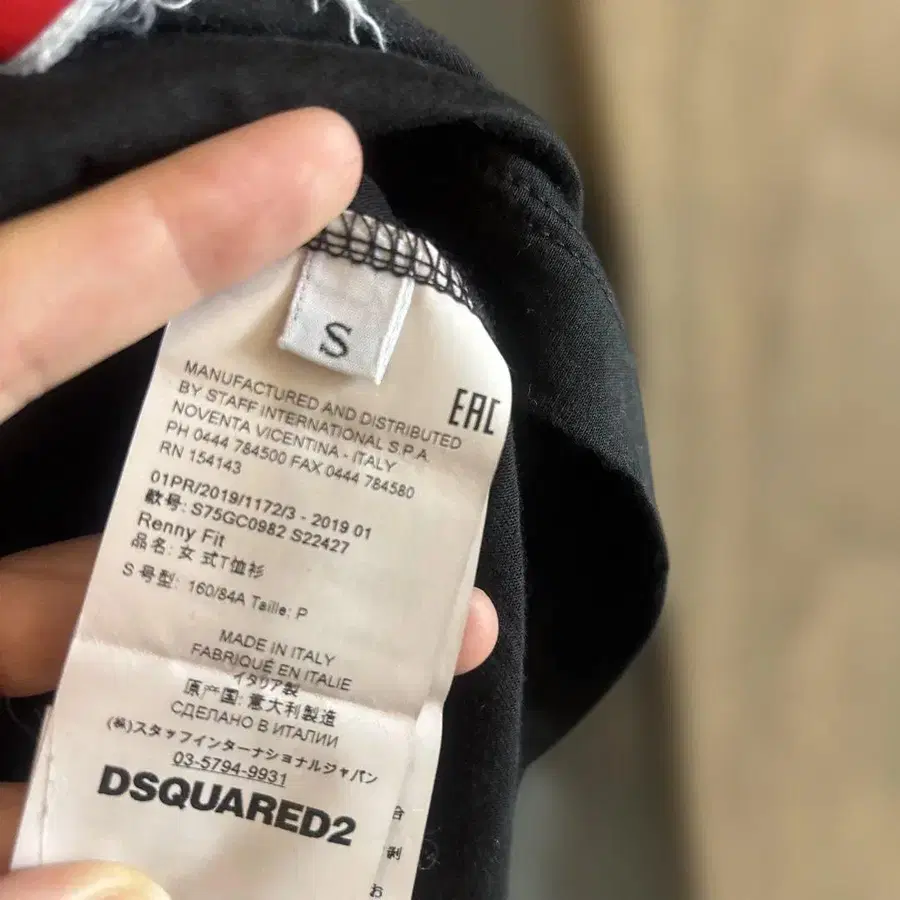 S
EAC
MANUFACTURED AND DISTRIBUTED
BY STAFF INTERNATIONAL S.P.A.
NOVENTA VICENTINA - ITALY
PH 0444 784500 FAX 0444 784580
RN 154143
01PR/2019/1172/3 - 2019 01
款号: S75GC0982 S22427
Renny Fit
品名: 女 式T恤衫
S 号型: 160/84A Taille: P
MADE IN ITALY
FABRIQUÉ EN ITALIE
イタリア製
原产国: 意大利製造
СДЕЛАНО В ИТАЛИИ
(株)スタッフインターナショナルジャパン
03-5794-9931
DSQUARED2
合
剥
お